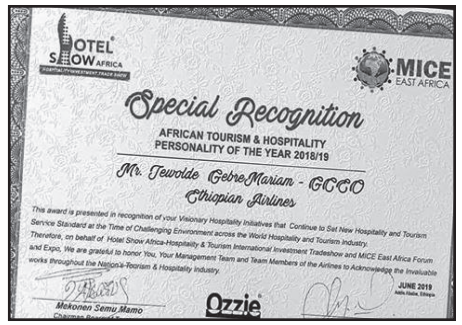 HOTEL
SHOW AFRICA
HOSPITALITY INVESTMENT TRADE SHOW
MICE
EAST AFRICA
Special Recognition
AFRICAN TOURISM & HOSPITALITY
PERSONALITY OF THE YEAR 2018/19
Mr. Tewolde GebreMariam - GCEO
Ethiopian Airlines
This award is presented in recognition of your Visionary Hospitality Initiatives that Continue to Set New Hospitality and Tourism
Service Standard at the Time of Challenging Environment across the World Hospitality and Tourism Industry.
Therefore, on behalf of Hotel Show Africa-Hospitality & Tourism International Investment Tradeshow and MICE East Africa Forum
and Expo, We are grateful to honor You, Your Management Team and Team Members of the Airlines to Acknowledge the Invaluable
works throughout the Nation's Tourism & Hospitality Industry.
JUNE 2019
Addis Ababa, Ethiopia
Mekonen Semu Mamo
Ozzie